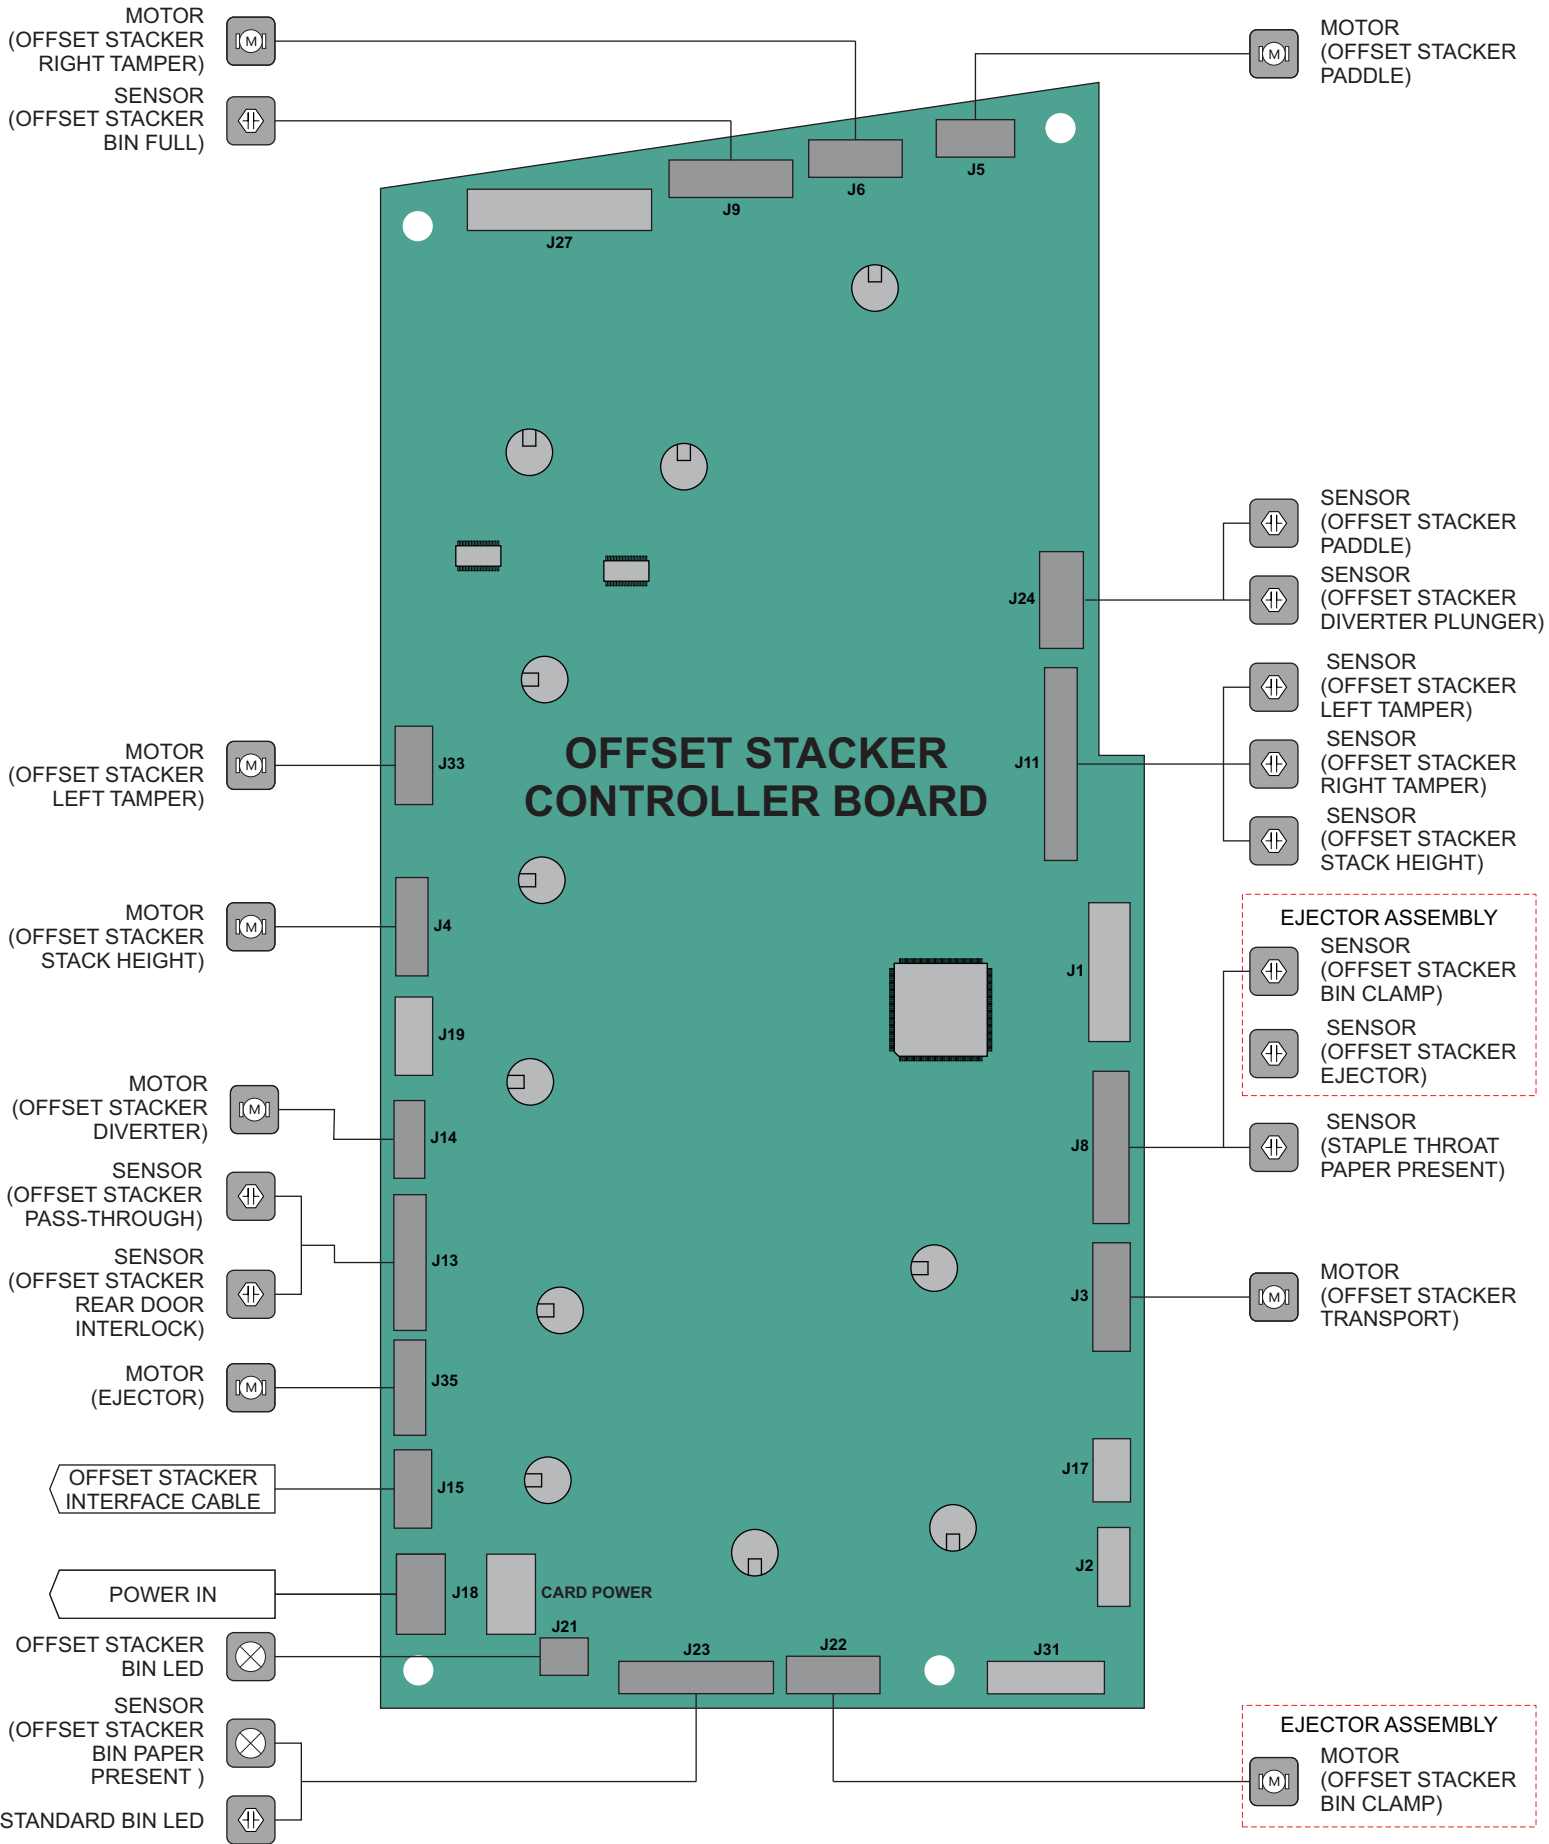 MOTOR
(OFFSET STACKER
RIGHT TAMPER)
SENSOR
(OFFSET STACKER
BIN FULL)
MOTOR
(OFFSET STACKER
PADDLE)
J5
J6
J9
J27
SENSOR
(OFFSET STACKER
PADDLE)
SENSOR
(OFFSET STACKER
DIVERTER PLUNGER)
J24
SENSOR
(OFFSET STACKER
LEFT TAMPER)
SENSOR
(OFFSET STACKER
RIGHT TAMPER)
SENSOR
(OFFSET STACKER
STACK HEIGHT)
J11
OFFSET STACKER
CONTROLLER BOARD
MOTOR
(OFFSET STACKER
LEFT TAMPER)
J33
MOTOR
(OFFSET STACKER
STACK HEIGHT)
J4
J19
J1
EJECTOR ASSEMBLY
SENSOR
(OFFSET STACKER
BIN CLAMP)
SENSOR
(OFFSET STACKER
EJECTOR)
SENSOR
(STAPLE THROAT
PAPER PRESENT)
J8
MOTOR
(OFFSET STACKER
DIVERTER)
J14
SENSOR
(OFFSET STACKER
PASS-THROUGH)
SENSOR
(OFFSET STACKER
REAR DOOR
INTERLOCK)
J13
J3
MOTOR
(OFFSET STACKER
TRANSPORT)
MOTOR
(EJECTOR)
J35
OFFSET STACKER
INTERFACE CABLE
J15
J17
J2
POWER IN
J18
CARD POWER
J21
OFFSET STACKER
BIN LED
J23
J22
J31
SENSOR
(OFFSET STACKER
BIN PAPER
PRESENT )
STANDARD BIN LED
EJECTOR ASSEMBLY
MOTOR
(OFFSET STACKER
BIN CLAMP)
M
M
M
M
M
M
M
M